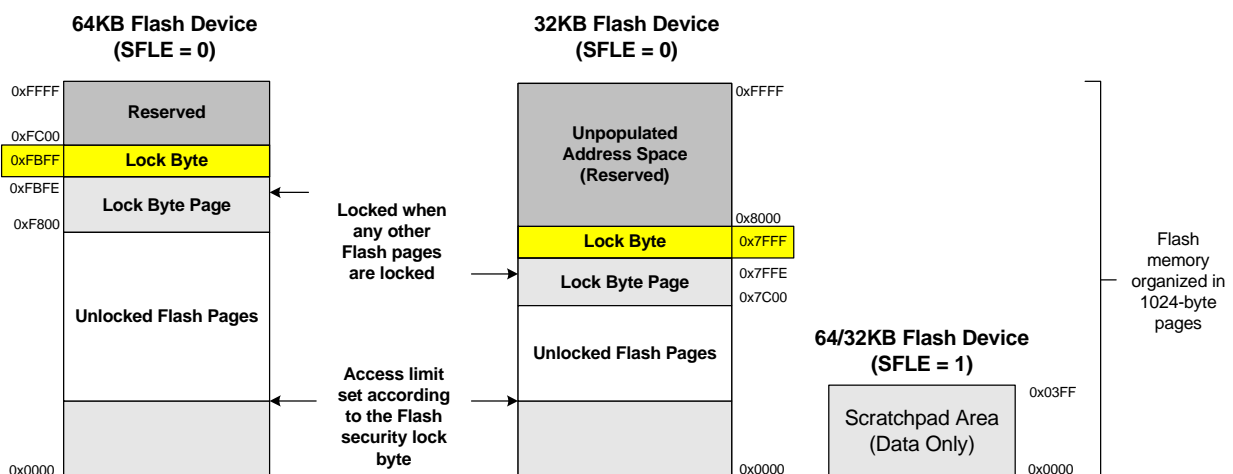 64KB Flash Device
(SFLE = 0)
0xFFFF
Reserved
0xFC00
0xFBFF
Lock Byte
0xFBFE
Lock Byte Page
0xF800
Unlocked Flash Pages
0x0000
Locked when
any other
Flash pages
are locked
Access limit
set according
to the Flash
security lock
byte
32KB Flash Device
(SFLE = 0)
0xFFFF
Unpopulated
Address Space
(Reserved)
0x8000
Lock Byte
0x7FFF
Lock Byte Page
0x7FFE
0x7C00
Unlocked Flash Pages
0x0000
64/32KB Flash Device
(SFLE = 1)
0x03FF
Scratchpad Area
(Data Only)
0x0000
Flash
memory
organized in
1024-byte
pages